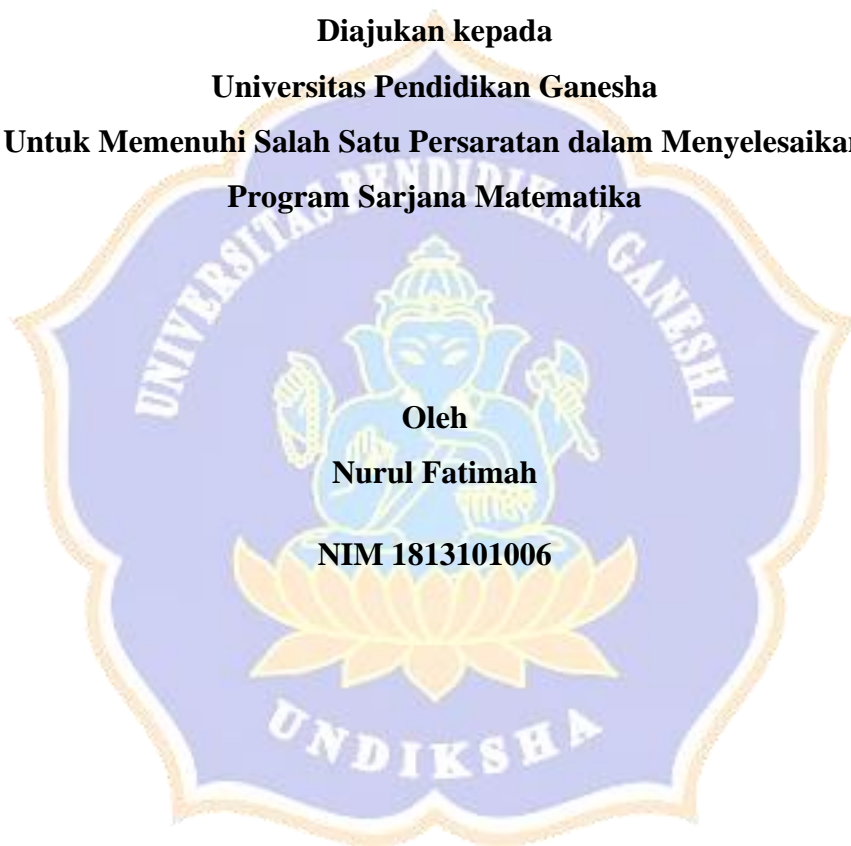 Diajukan kepada
Universitas Pendidikan Ganesha
Untuk Memenuhi Salah Satu Persaratan dalam Menyelesaikan
Program Sarjana Matematika
UNIVERSITAS PENDIDIKAN GANESHA
Oleh
Nurul Fatimah
NIM 1813101006
UNDIKSHA